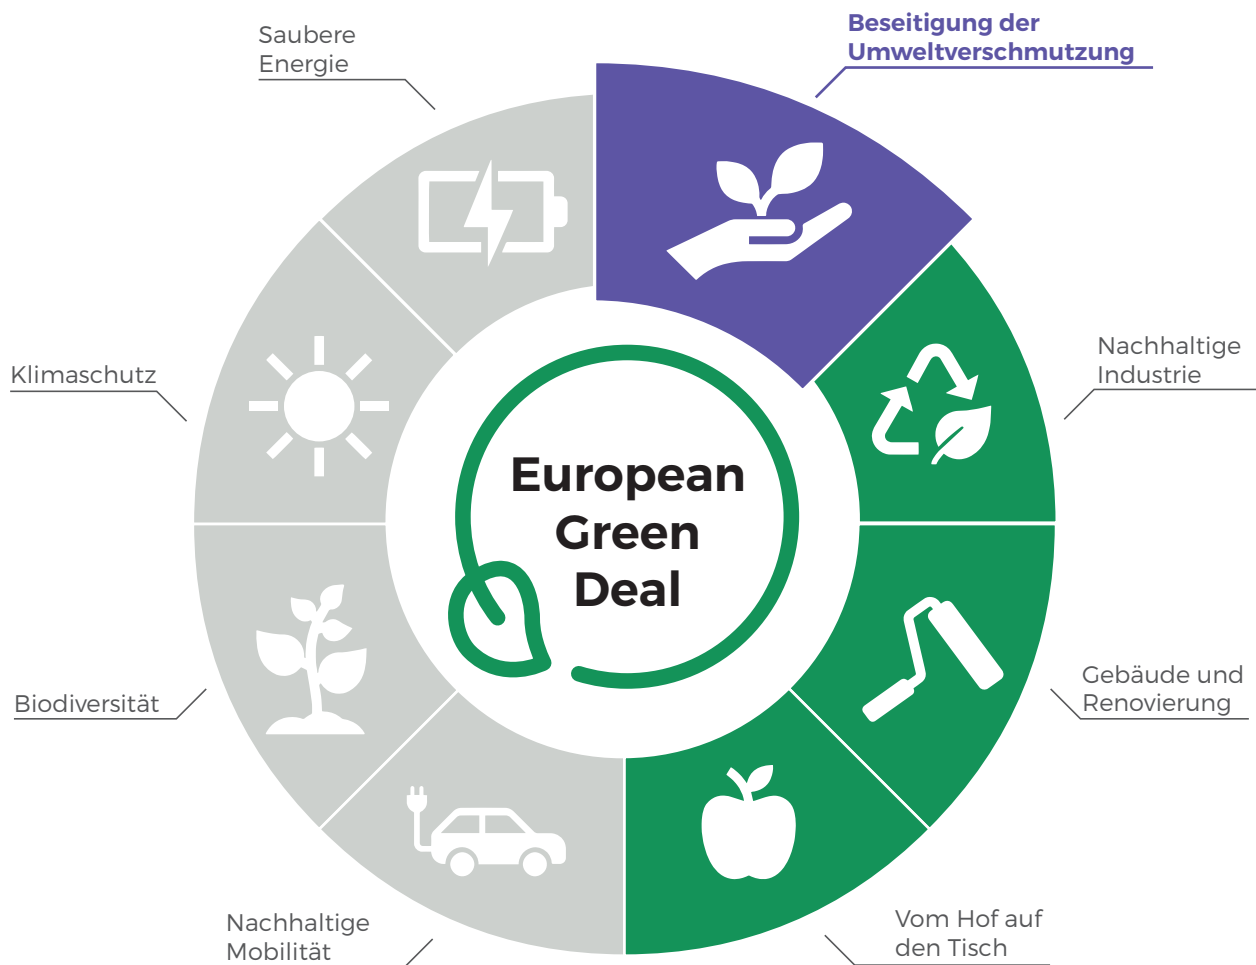 Beseitigung der
Umweltverschmutzung
Saubere
Energie
Nachhaltige
Industrie
Klimaschutz
European
Green
Deal
Gebäude und
Renovierung
Biodiversität
Vom Hof auf
den Tisch
Nachhaltige
Mobilität